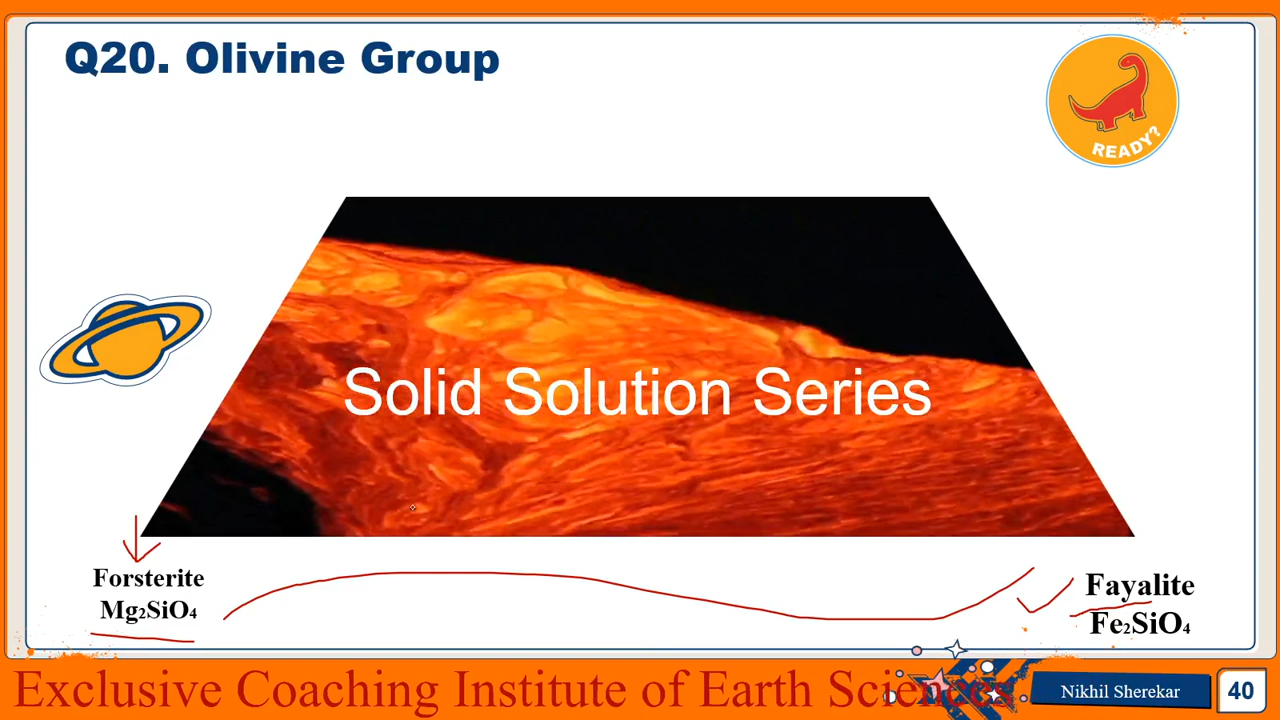 Q20. Olivine Group
READY?
Solid Solution Series
Forsterite
Mg₂SiO₄
Fayalite
Fe₂SiO₄
Exclusive Coaching Institute of Earth Sciences
Nikhil Sherekar
40